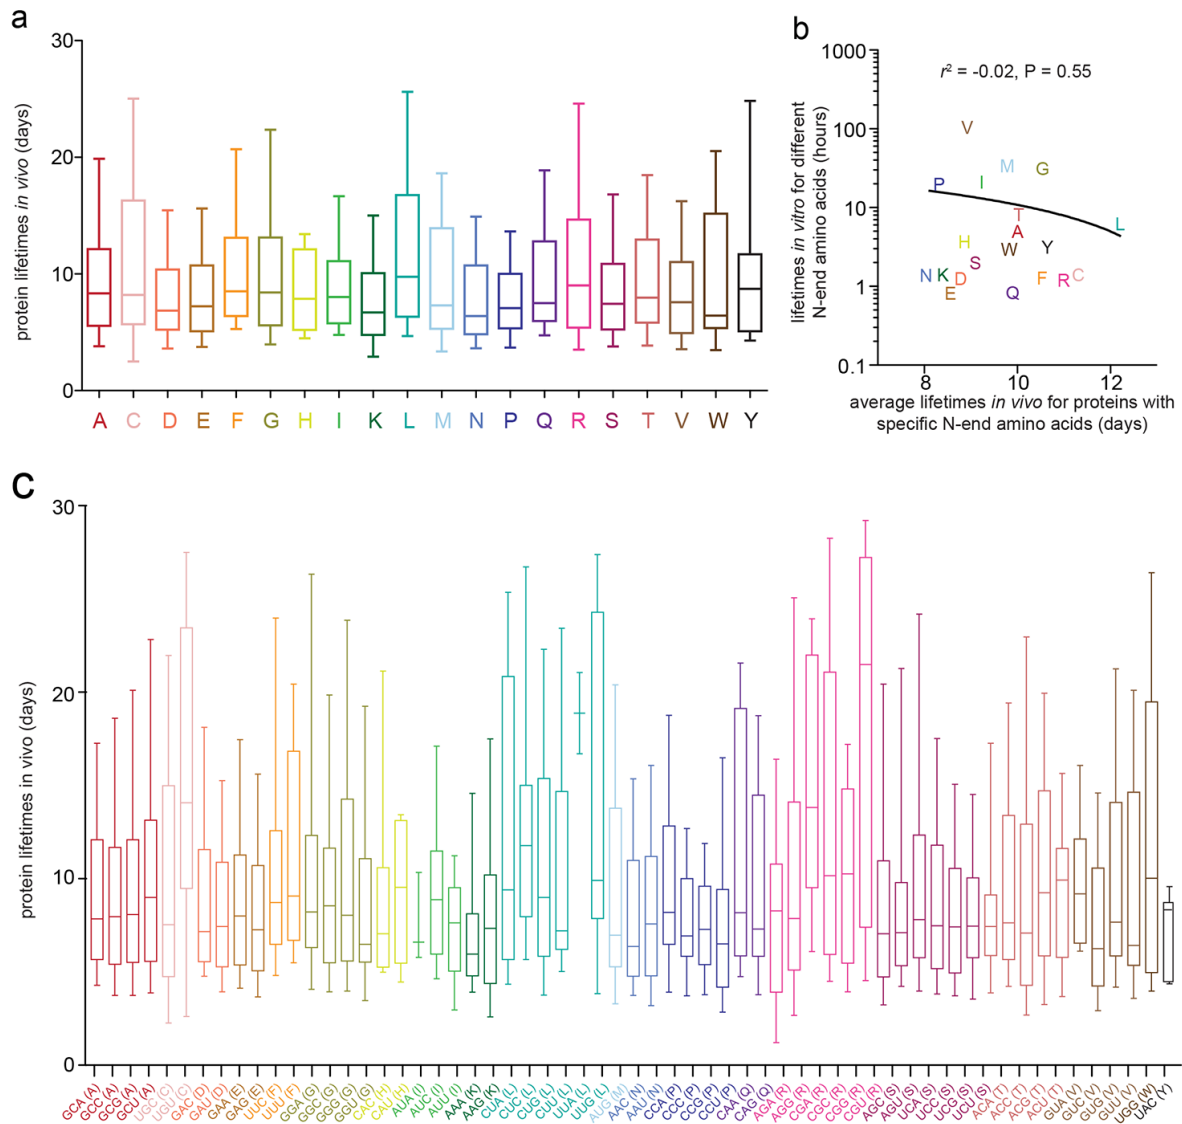 a
30
20
10
0
protein lifetimes in vivo (days)
A C D E F G H I K L M N P Q R S T V W Y
b
1000
100
10
1
0.1
lifetimes in vitro for different
N-end amino acids (hours)
r² = -0.02, P = 0.55
V
M G
P I
T L
A
H W Y
S
N K D F R C
E Q
8 10 12
average lifetimes in vivo for proteins with
specific N-end amino acids (days)
c
30
20
10
0
protein lifetimes in vivo (days)
GCA (A)
GCC (A)
GCG (A)
GCU (A)
UGC (C)
UGU (C)
GAC (D)
GAU (D)
GAA (E)
GAG (E)
UUC (F)
UUU (F)
GGA (G)
GGC (G)
GGG (G)
GGU (G)
CAC (H)
CAU (H)
AUA (I)
AUC (I)
AUU (I)
AAA (K)
AAG (K)
CUA (L)
CUC (L)
CUG (L)
CUU (L)
UUA (L)
UUG (L)
AUG (M)
AAC (N)
AAU (N)
CCA (P)
CCC (P)
CCG (P)
CCU (P)
CAA (Q)
CAG (Q)
AGA (R)
AGG (R)
CGA (R)
CGC (R)
CGG (R)
AGC (S)
AGU (S)
UCA (S)
UCC (S)
UCG (S)
UCU (S)
ACA (T)
ACC (T)
ACG (T)
ACU (T)
GUA (V)
GUC (V)
GUG (V)
GUU (V)
UGG (W)
UAC (Y)